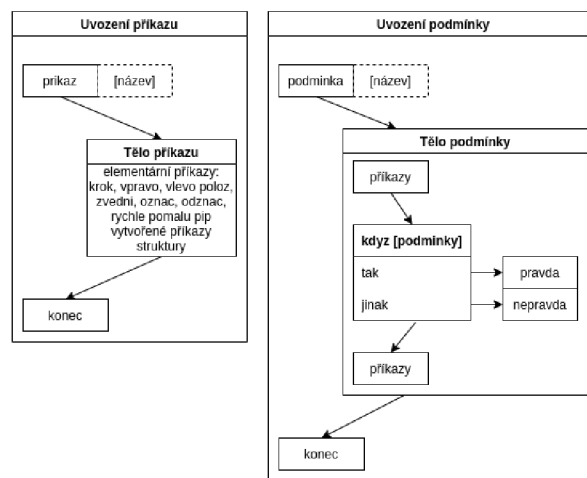 Uvození příkazu
prikaz [název]
Tělo příkazu
elementární příkazy:
krok, vpravo, vlevo poloz,
zvedni, oznac, odznac,
rychle pomalu pip
vytvořené příkazy
struktury
konec
Uvození podmínky
podminka [název]
Tělo podmínky
příkazy
kdyz [podmínky]
tak
pravda
jinak
nepravda
příkazy
konec